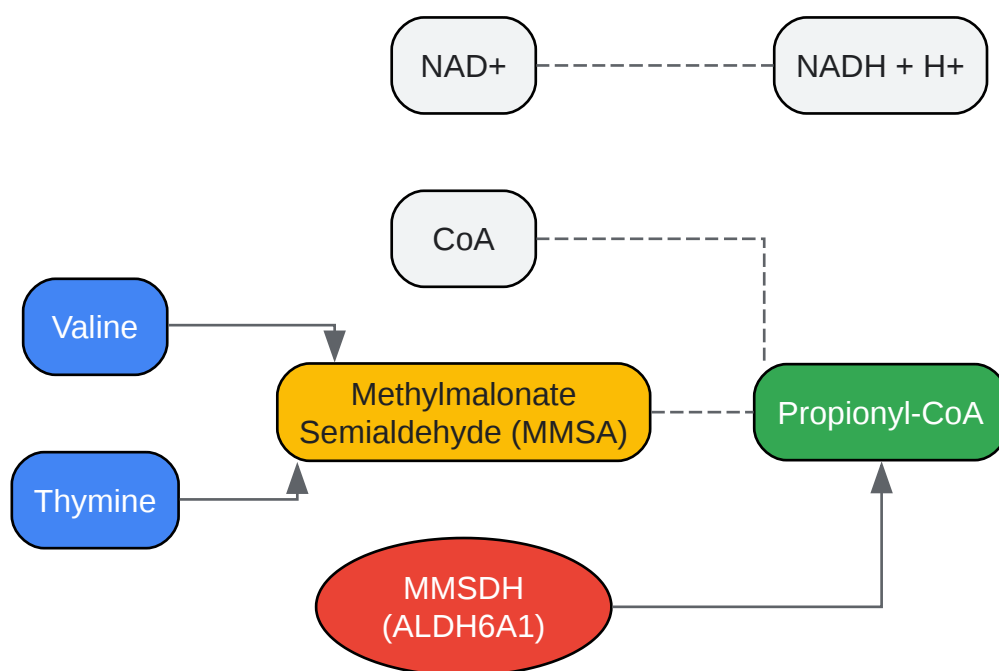 NAD+
NADH + H+
CoA
Valine
Methylmalonate
Semialdehyde (MMSA)
Propionyl-CoA
Thymine
MMSDH
(ALDH6A1)